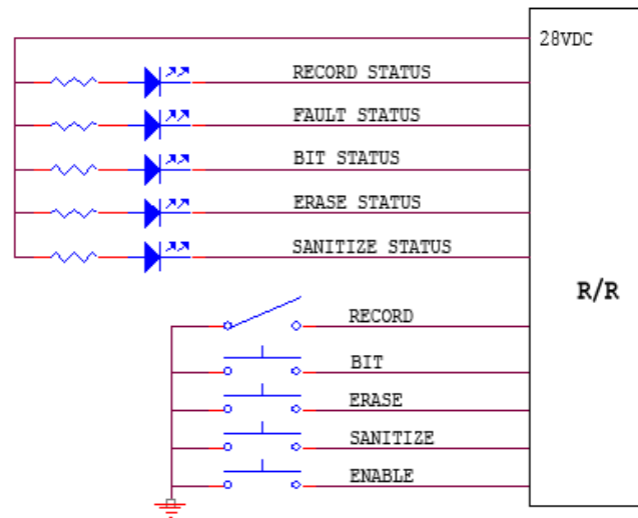 28VDC
RECORD STATUS
FAULT STATUS
BIT STATUS
ERASE STATUS
SANITIZE STATUS
R/R
RECORD
BIT
ERASE
SANITIZE
ENABLE